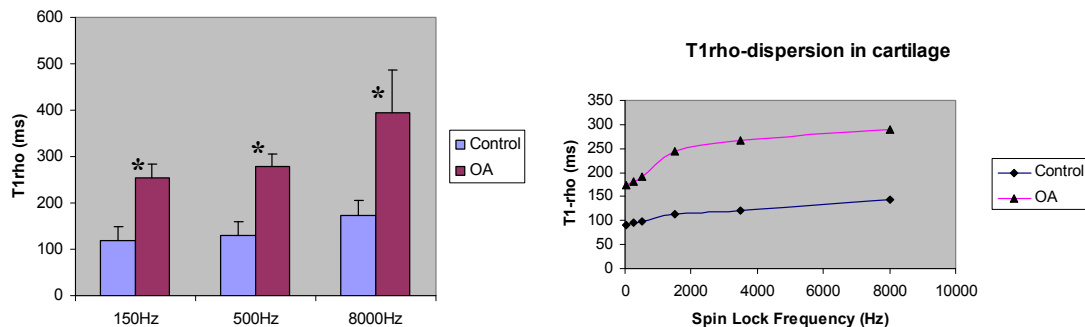 600
500
400
300
200
100
0
T1rho (ms)
*
*
*
150Hz
500Hz
8000Hz
Control
OA
T1rho-dispersion in cartilage
350
300
250
200
150
100
50
0
T1-rho (ms)
0
2000
4000
6000
8000
10000
Spin Lock Frequency (Hz)
Control
OA